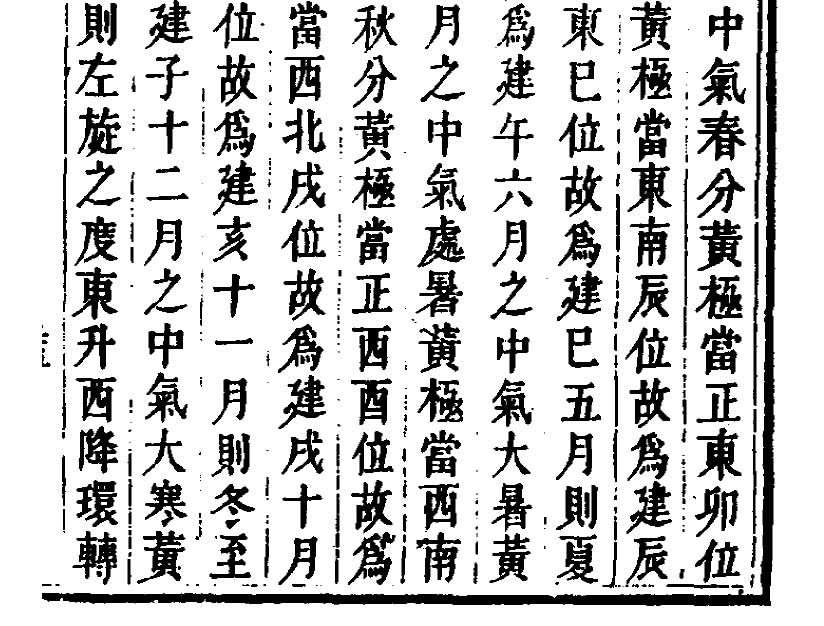 中氣春分黃極當正東卯位
黃極當東南辰位故爲建辰
東巳位故爲建巳五月則夏
爲建午六月之中氣大暑黃
月之中氣處暑黃極當西南
秋分黃極當正西酉位故爲
當西北戌位故爲建戌十月
位故爲建亥十一月則冬至
建子十二月之中氣大寒黃
則左旋之度東升西降環轉